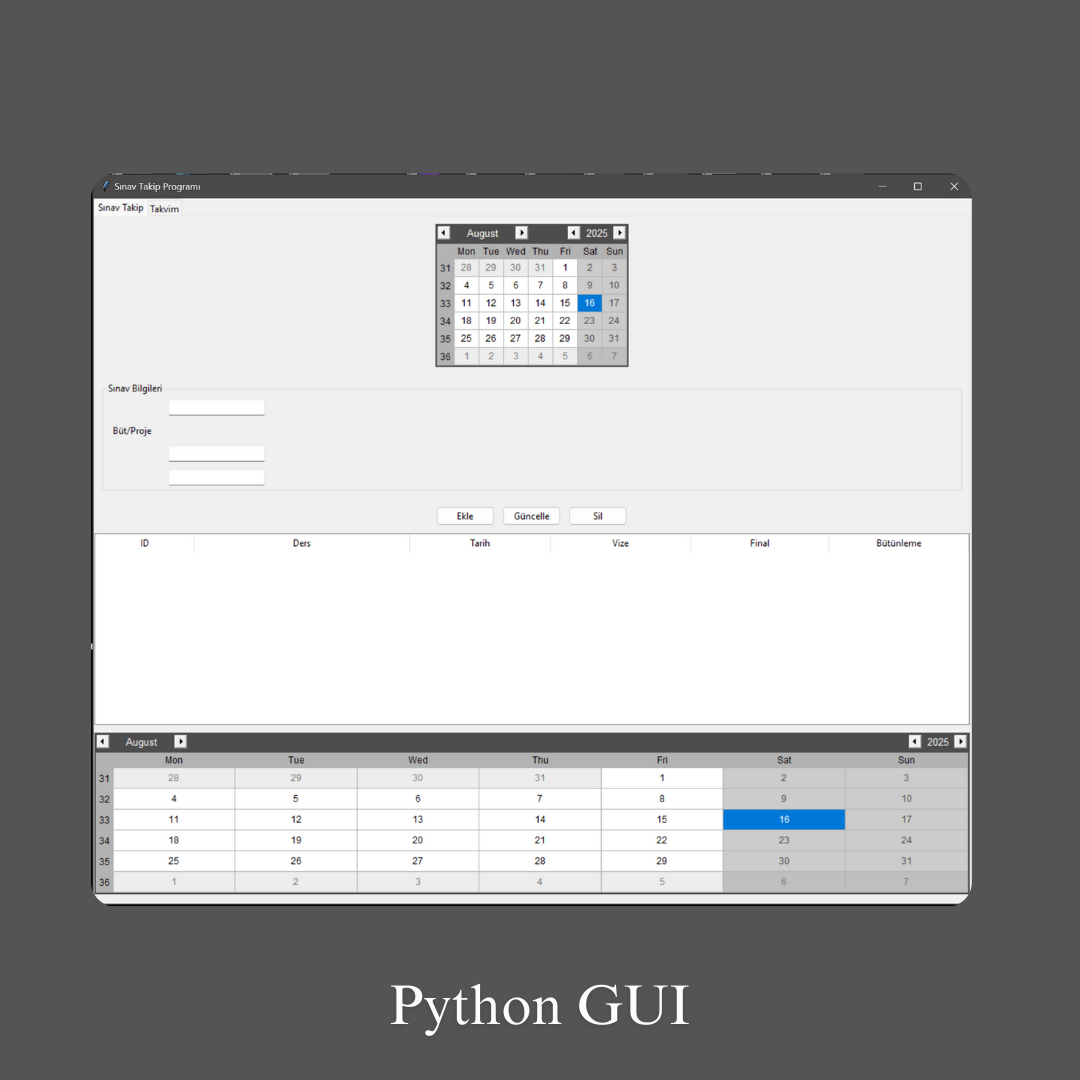 Sınav Takip Programı
Sınav Takip Takvim
August 2025
Mon Tue Wed Thu Fri Sat Sun
31 28 29 30 31 1 2 3
32 4 5 6 7 8 9 10
33 11 12 13 14 15 16 17
34 18 19 20 21 22 23 24
35 25 26 27 28 29 30 31
36 1 2 3 4 5 6 7
Sınav Bilgileri
Büt/Proje
Ekle Güncelle Sil
ID Ders Tarih Vize Final Bütünleme
August 2025
Mon Tue Wed Thu Fri Sat Sun
31 28 29 30 31 1 2 3
32 4 5 6 7 8 9 10
33 11 12 13 14 15 16 17
34 18 19 20 21 22 23 24
35 25 26 27 28 29 30 31
36 1 2 3 4 5 6 7
Python GUI